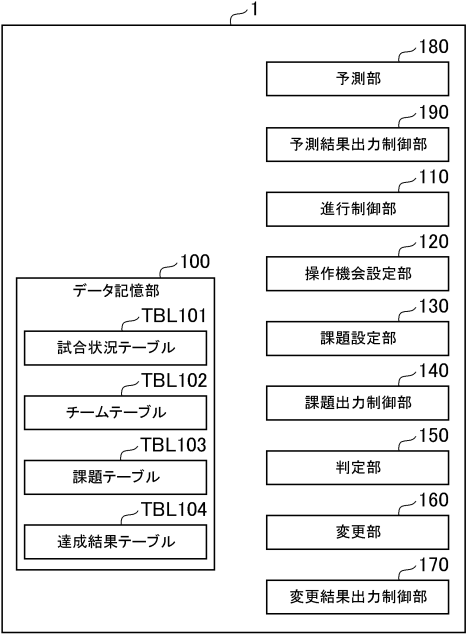 1
180
予測部
190
予測結果出力制御部
110
進行制御部
120
操作機会設定部
100
データ記憶部
TBL101
試合状況テーブル
TBL102
チームテーブル
TBL103
課題テーブル
TBL104
達成結果テーブル
130
課題設定部
140
課題出力制御部
150
判定部
160
変更部
170
変更結果出力制御部